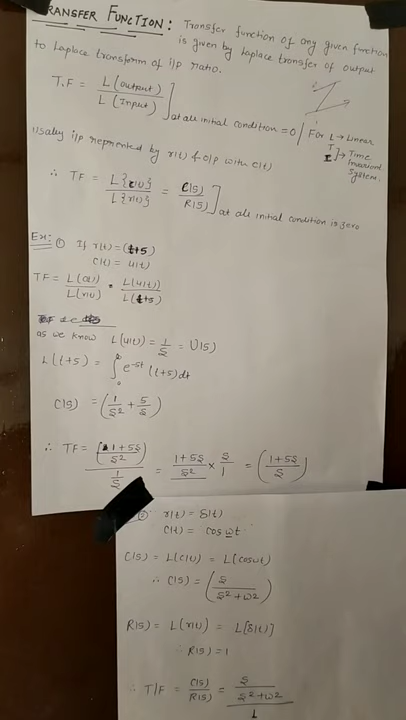 TRANSFER FUNCTION: Transfer function of any given function
is given by Laplace transfer of output
to Laplace transform of i/p ratio.
T.F = L(output) / L(Input) ] at all initial condition = 0 / For L → Linear
T I } → Time Invariant System.
Usally i/p reprented by r(t) & o/p with c(t)
∴ TF = L{c(t)} / L{r(t)} = C(s) / R(s) ] at all initial condition is zero
Ex: ① If r(t) = (t+5)
c(t) = u(t)
TF = L(c(t)) / L(r(t)) = L(u(t)) / L(t+5)
as we know L(u(t)) = 1/s = U(s)
L(t+5) = ∫ e^-st (t+5) dt
C(s) = (1/s² + 5/s)
∴ TF = (1+5s / s²) / (1/s) = 1+5s / s² × s/1 = (1+5s / s)
② r(t) = δ(t)
c(t) = cos ωt
C(s) = L(c(t)) = L(cosωt)
∴ C(s) = (s / s²+ω2)
R(s) = L(r(t)) = L[δ(t)]
∴ R(s) = 1
∴ T/F = C(s) / R(s) = (s / s²+ω2) / 1